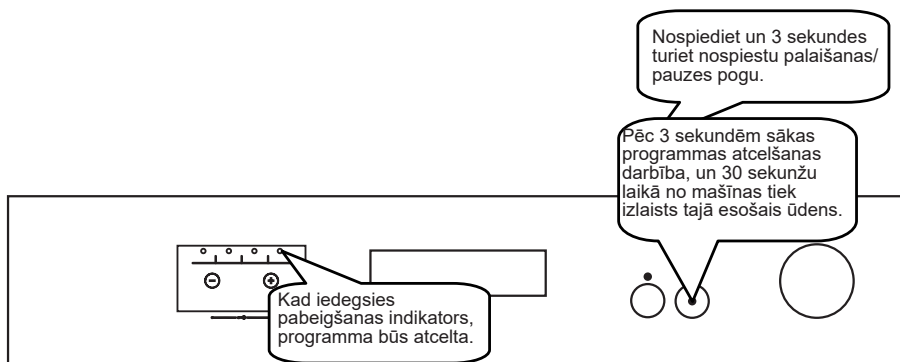 Nospiediet un 3 sekundes
turiet nospiestu palaišanas/
pauzes pogu.
Pēc 3 sekundēm sākas
programmas atcelšanas
darbība, un 30 sekunžu
laikā no mašīnas tiek
izlaists tajā esošais ūdens.
Kad iedegsies
pabeigšanas indikators,
programma būs atcelta.